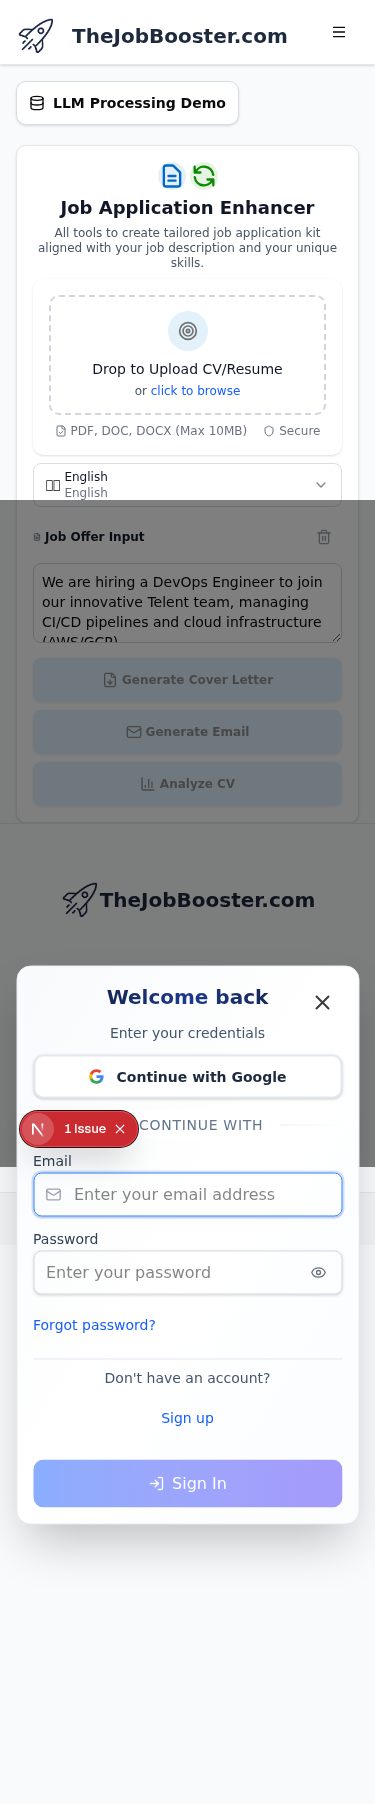 TheJobBooster.com
LLM Processing Demo
Job Application Enhancer
All tools to create tailored job application kit
aligned with your job description and your unique
skills.
Drop to Upload CV/Resume
or click to browse
PDF, DOC, DOCX (Max 10MB)
Secure
English
English
Job Offer Input
We are hiring a DevOps Engineer to join
our innovative Telent team, managing
CI/CD pipelines and cloud infrastructure
(AWS/GCP)
Generate Cover Letter
Generate Email
Analyze CV
TheJobBooster.com
Welcome back
Enter your credentials
Continue with Google
N 1 Issue
CONTINUE WITH
Email
Enter your email address
Password
Enter your password
Forgot password?
Don't have an account?
Sign up
Sign In